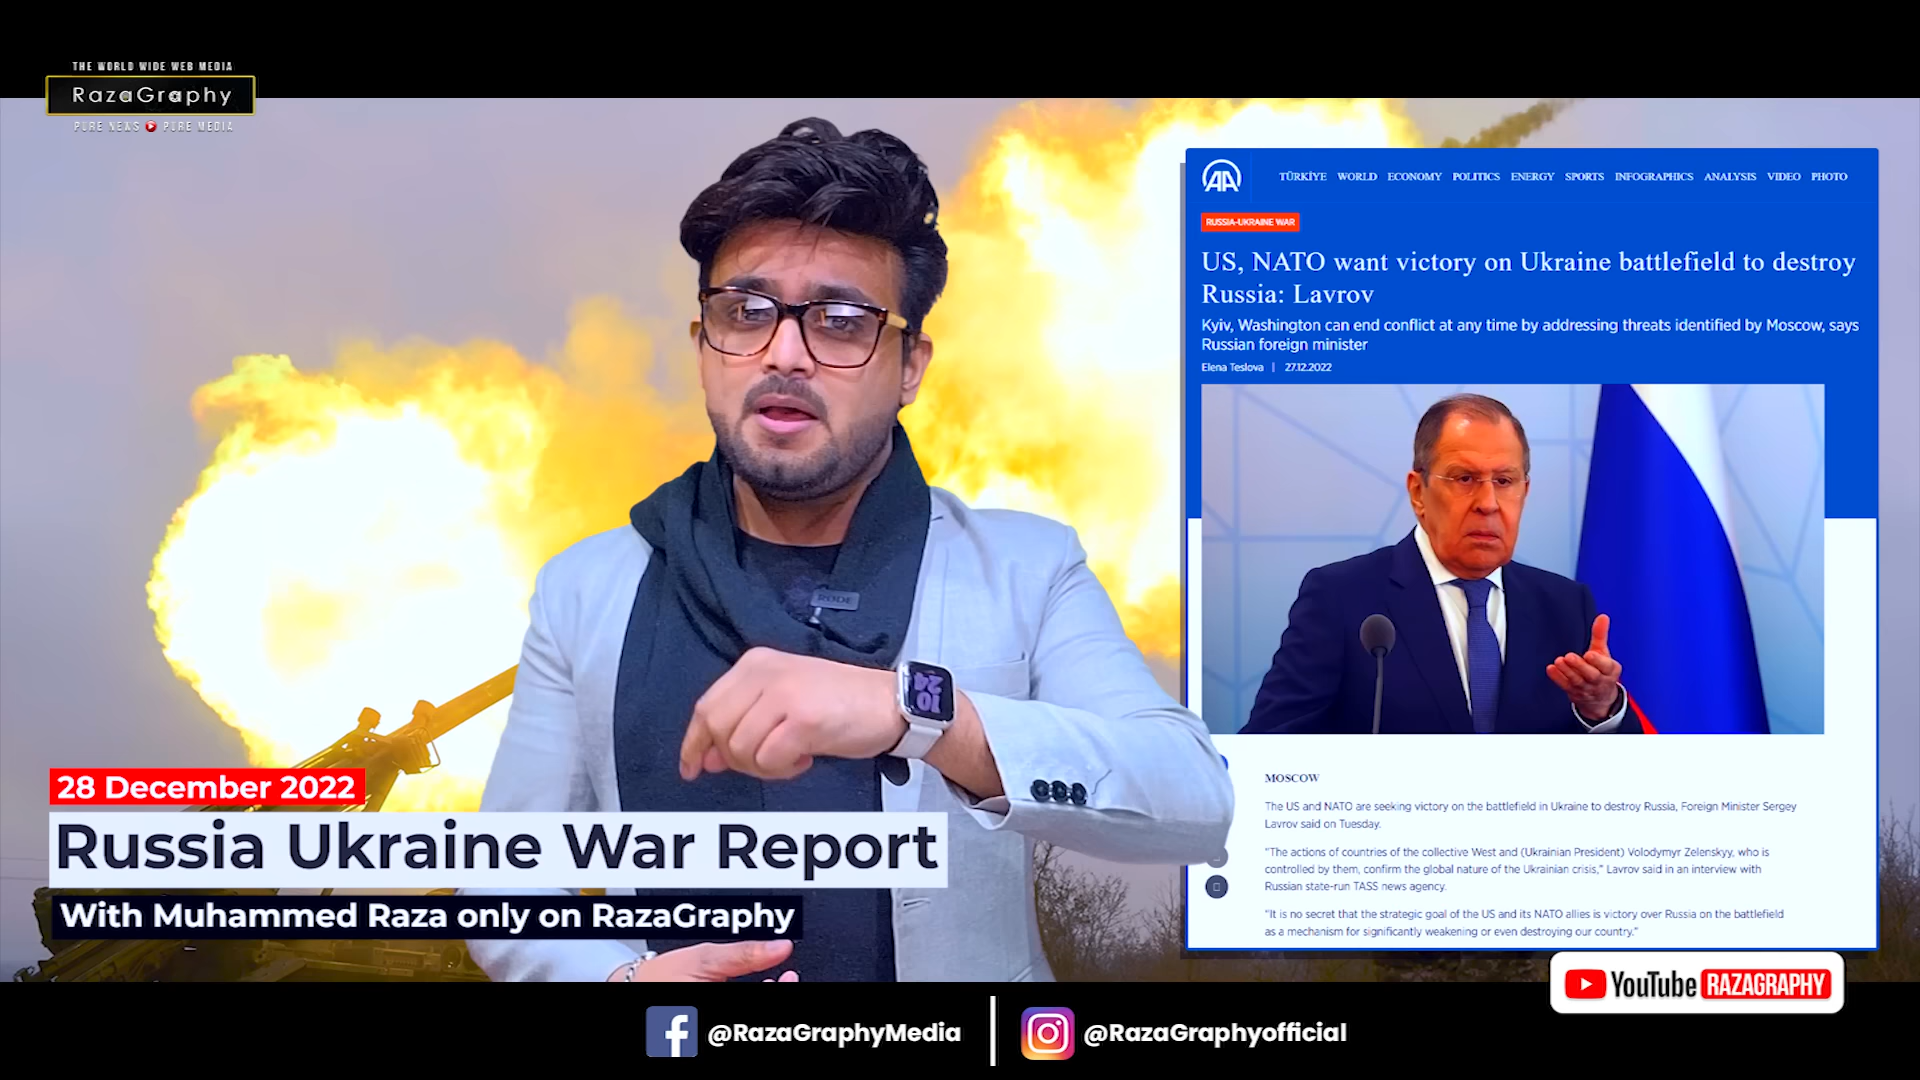 THE WORLD WIDE WEB MEDIA
RazaGraphy
PURE NEWS PURE MEDIA
AA
TÜRKİYE WORLD ECONOMY POLITICS ENERGY SPORTS INFOGRAPHICS ANALYSIS VIDEO PHOTO
RUSSIA-UKRAINE WAR
US, NATO want victory on Ukraine battlefield to destroy
Russia: Lavrov
Kyiv, Washington can end conflict at any time by addressing threats identified by Moscow, says
Russian foreign minister
Elena Teslova | 27.12.2022
RODE
10
24
MOSCOW
The US and NATO are seeking victory on the battlefield in Ukraine to destroy Russia, Foreign Minister Sergey
Lavrov said on Tuesday.
"The actions of countries of the collective West and (Ukrainian President) Volodymyr Zelenskyy, who is
controlled by them, confirm the global nature of the Ukrainian crisis," Lavrov said in an interview with
Russian state-run TASS news agency.
"It is no secret that the strategic goal of the US and its NATO allies is victory over Russia on the battlefield
as a mechanism for significantly weakening or even destroying our country."
28 December 2022
Russia Ukraine War Report
With Muhammed Raza only on RazaGraphy
YouTube RAZAGRAPHY
@RazaGraphyMedia
@RazaGraphyofficial